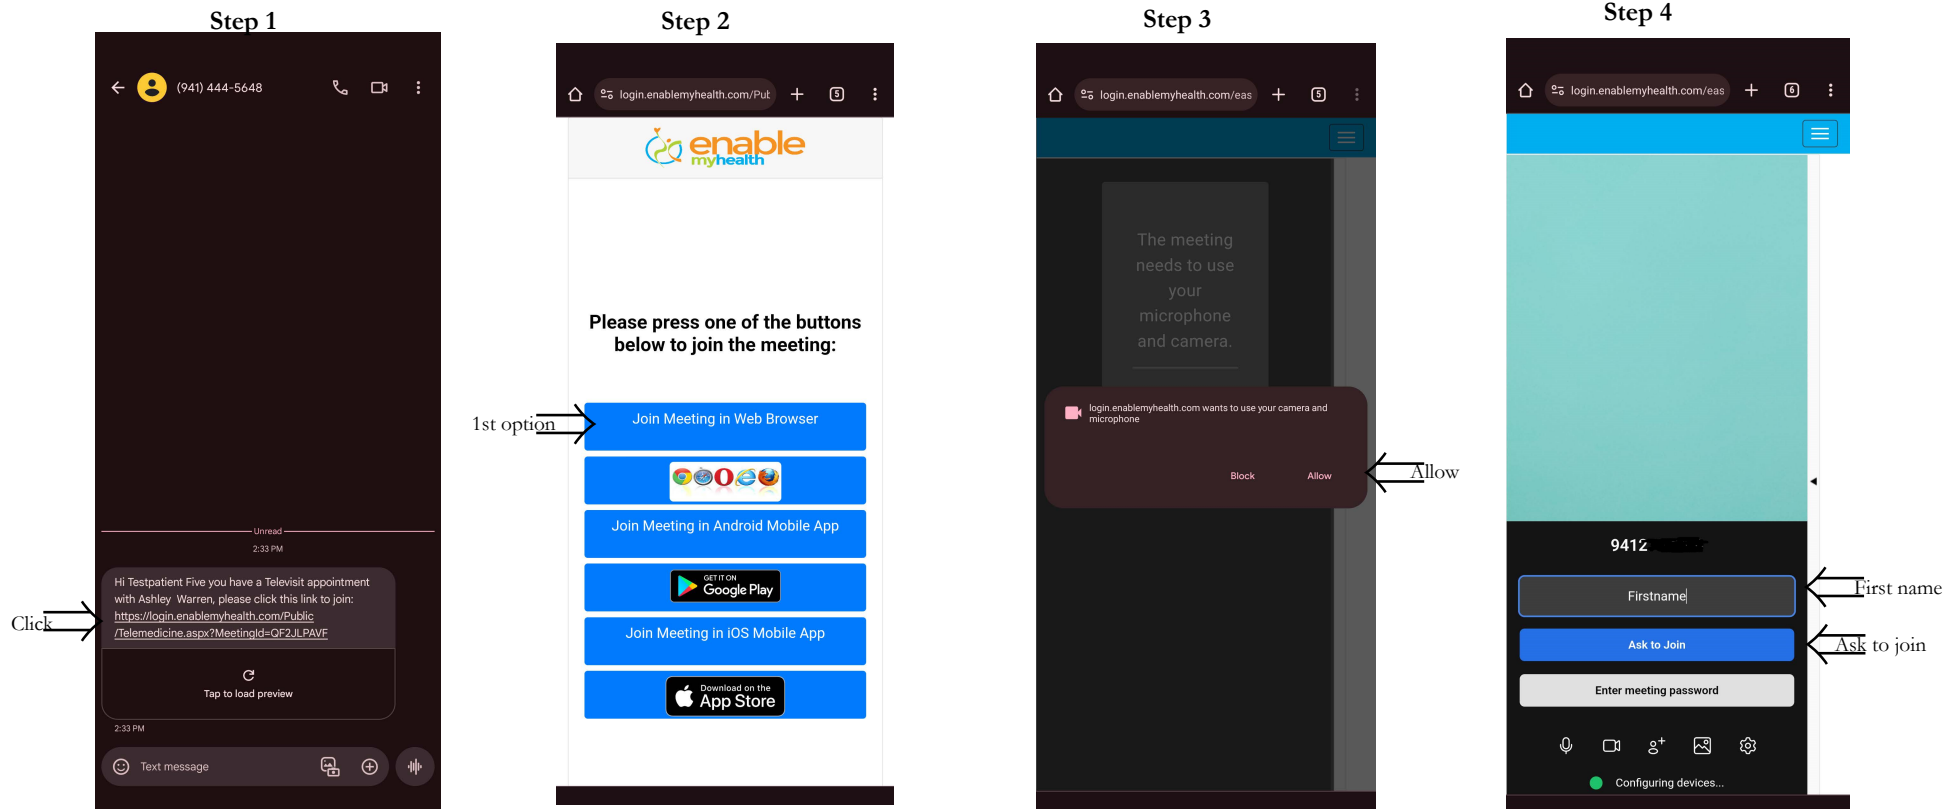 Step 1
(941) 444-5648
Unread
2:33 PM
Hi Testpatient Five you have a Televisit appointment
with Ashley Warren, please click this link to join:
https://login.enablemyhealth.com/Public
/Telemedicine.aspx?MeetingId=QF2JLPAVF
Click
Tap to load preview
2:33 PM
Text message
Step 2
login.enablemyhealth.com/Put
5
enable
myhealth
Please press one of the buttons
below to join the meeting:
1st option
Join Meeting in Web Browser
Join Meeting in Android Mobile App
GET IT ON
Google Play
Join Meeting in iOS Mobile App
Download on the
App Store
Step 3
login.enablemyhealth.com/eas
5
The meeting
needs to use
your
microphone
and camera.
login.enablemyhealth.com wants to use your camera and
microphone
Block Allow
Allow
Step 4
login.enablemyhealth.com/eas
6
9412
Firstname
First name
Ask to Join
Ask to join
Enter meeting password
Configuring devices...